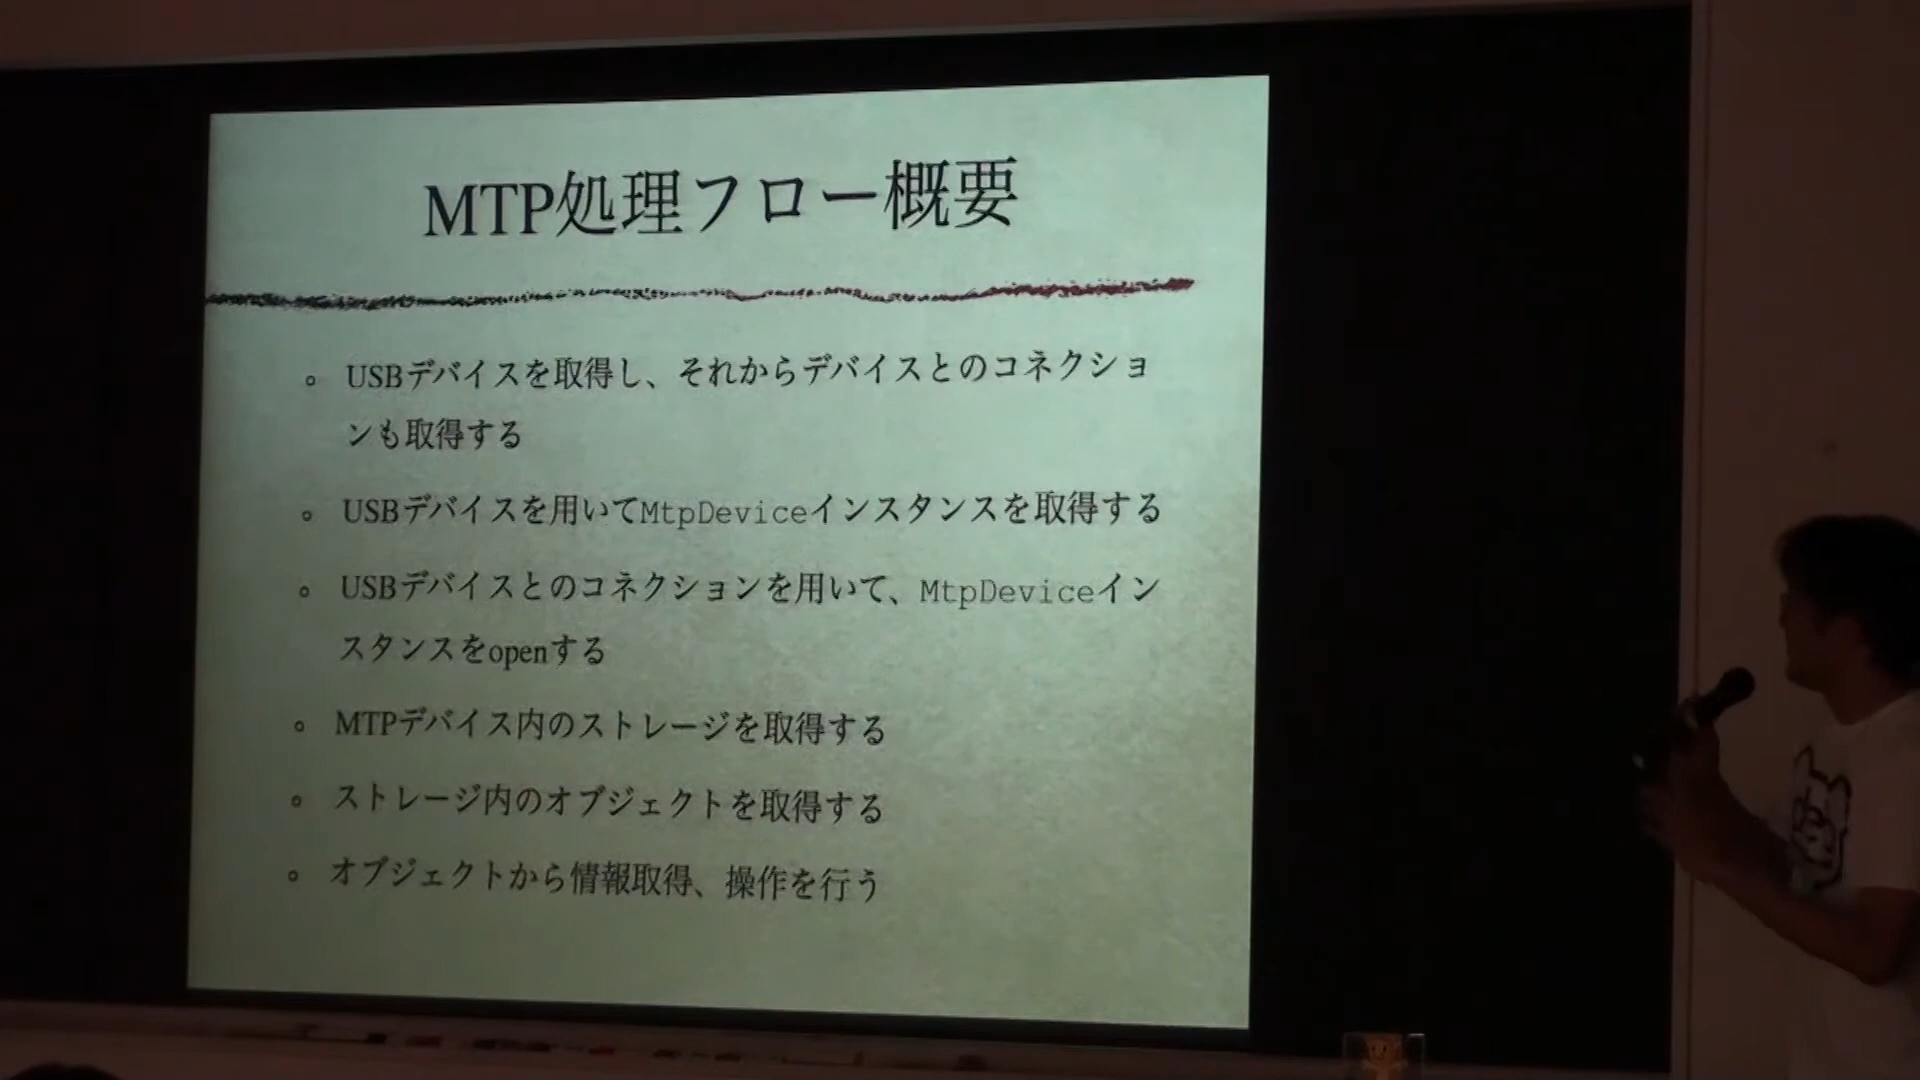 MTP処理フロー概要
USBデバイスを取得し、それからデバイスとのコネクショ
ンも取得する
USBデバイスを用いてMtpDeviceインスタンスを取得する
USBデバイスとのコネクションを用いて、MtpDeviceイン
スタンスをopenする
MTPデバイス内のストレージを取得する
ストレージ内のオブジェクトを取得する
オブジェクトから情報取得、操作を行う